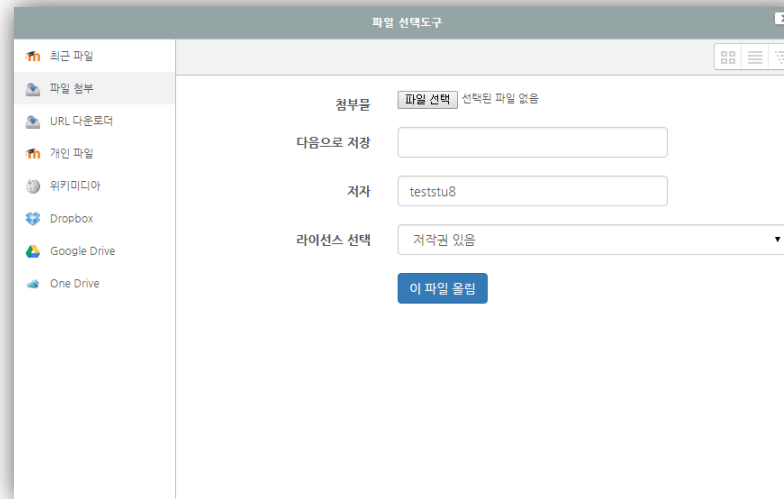 파일 선택도구
최근 파일
파일 첨부
URL 다운로더
개인 파일
위키미디어
Dropbox
Google Drive
One Drive
첨부물 파일 선택 선택된 파일 없음
다음으로 저장
저자 teststu8
라이선스 선택 저작권 있음
이 파일 올림